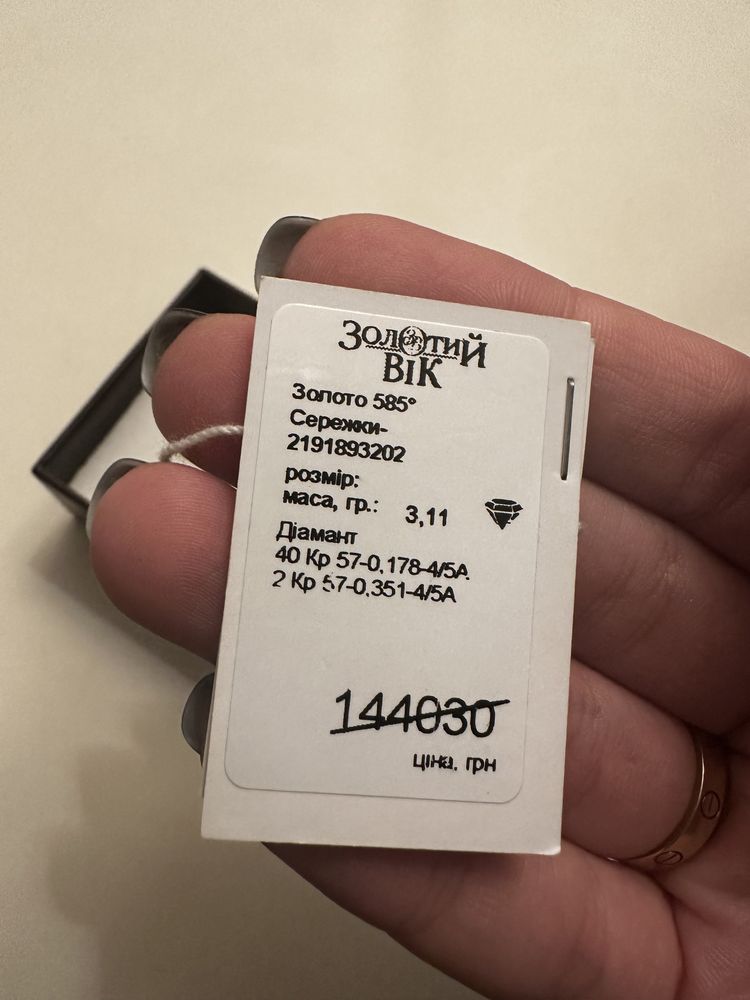 Золотий
Вік
Золото 585°
Сережки-
2191893202
розмір:
маса, гр.: 3,11
Діамант
40 Кр 57-0,178-4/5А
2 Кр 57-0,351-4/5А
144030
ціна, грн